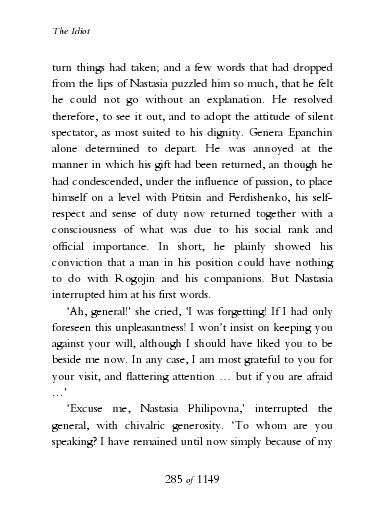 The Idiot
turn things had taken; and a few words that had dropped
from the lips of Nastasia puzzled him so much, that he felt
he could not go without an explanation. He resolved
therefore, to see it out, and to adopt the attitude of silent
spectator, as most suited to his dignity. Genera Epanchin
alone determined to depart. He was annoyed at the
manner in which his gift had been returned, an though he
had condescended, under the influence of passion, to place
himself on a level with Ptitsin and Ferdishenko, his self-
respect and sense of duty now returned together with a
consciousness of what was due to his social rank and
official importance. In short, he plainly showed his
conviction that a man in his position could have nothing
to do with Rogojin and his companions. But Nastasia
interrupted him at his first words.
‘Ah, general!’ she cried, ‘I was forgetting! If I had only
foreseen this unpleasantness! I won’t insist on keeping you
against your will, although I should have liked you to be
beside me now. In any case, I am most grateful to you for
your visit, and flattering attention ... but if you are afraid
...’
‘Excuse me, Nastasia Philipovna,’ interrupted the
general, with chivalric generosity. ‘To whom are you
speaking? I have remained until now simply because of my
285 of 1149